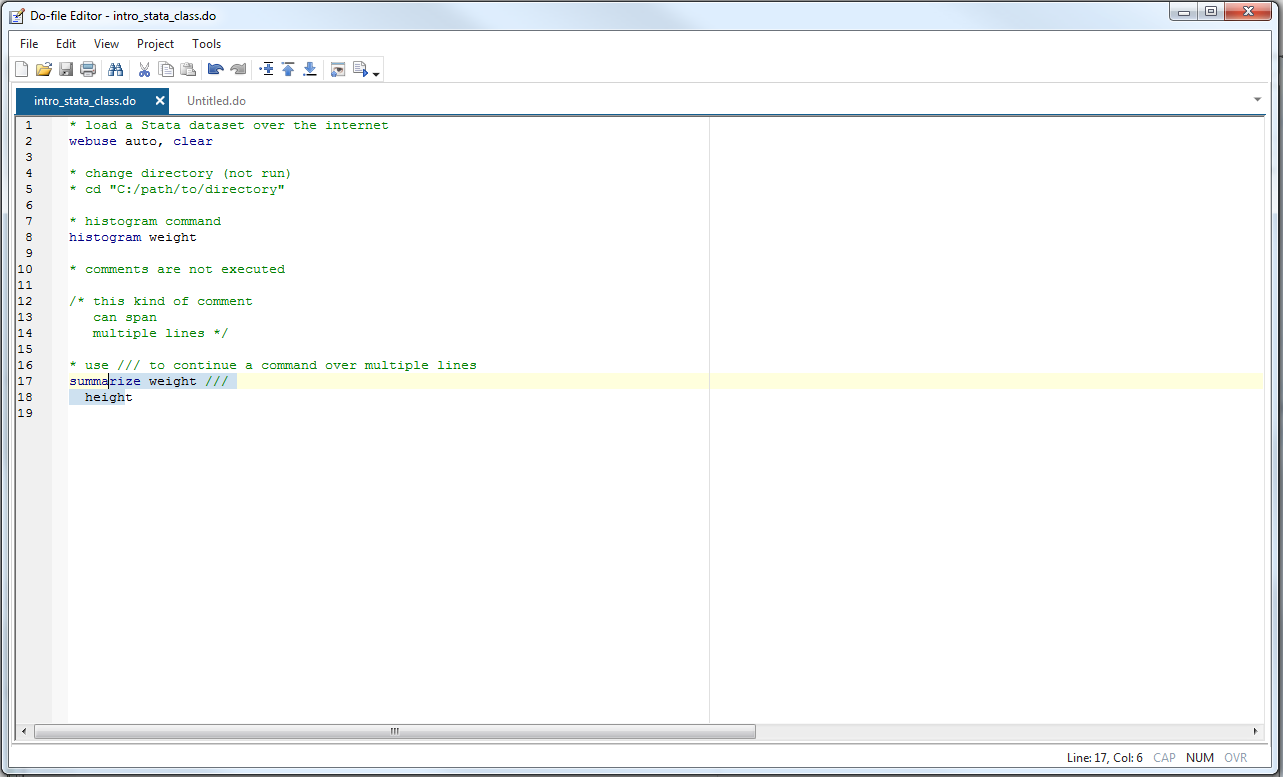 Do-file Editor - intro_stata_class.do
File Edit View Project Tools
intro_stata_class.do Untitled.do
1 * load a Stata dataset over the internet
2 webuse auto, clear
3
4 * change directory (not run)
5 * cd "C:/path/to/directory"
6
7 * histogram command
8 histogram weight
9
10 * comments are not executed
11
12 /* this kind of comment
13 can span
14 multiple lines */
15
16 * use /// to continue a command over multiple lines
17 summarize weight ///
18 height
19
Line: 17, Col: 6 CAP NUM OVR